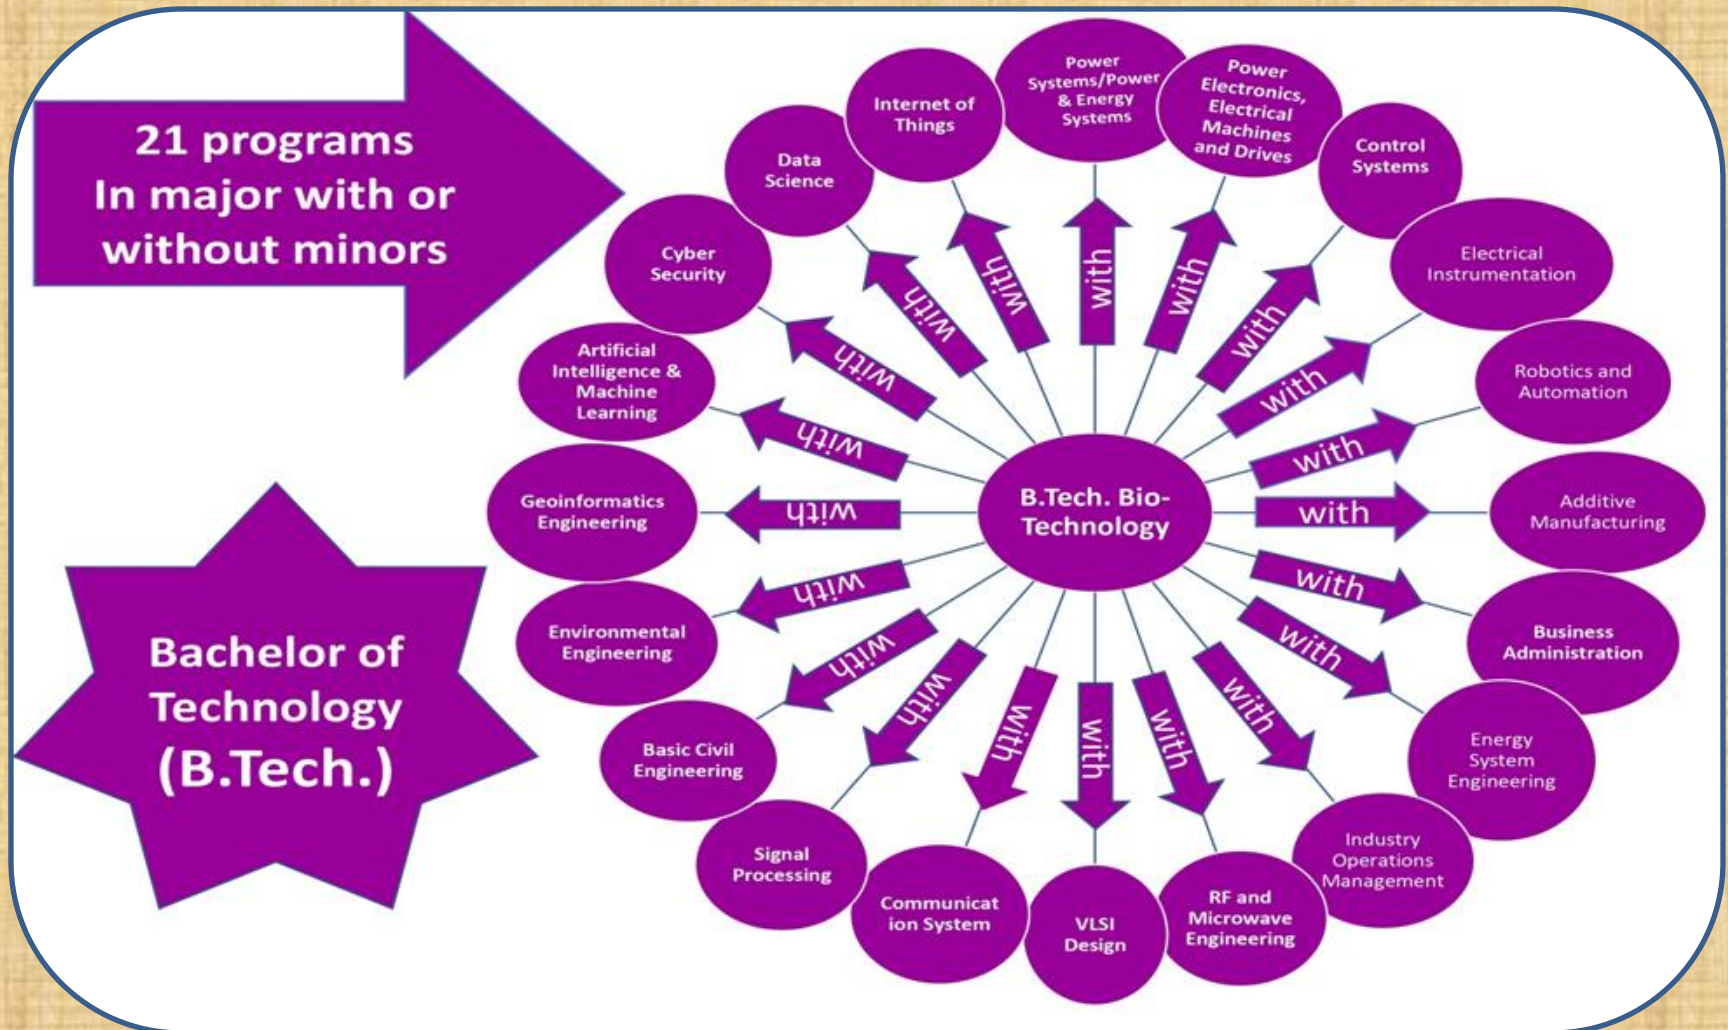 21 programs
In major with or
without minors
Bachelor of
Technology
(B.Tech.)
B.Tech. Bio-
Technology
Power
Systems/Power
& Energy
Systems
with
Power
Electronics,
Electrical
Machines
and Drives
with
Control
Systems
with
Electrical
Instrumentation
with
Robotics and
Automation
with
Additive
Manufacturing
with
Business
Administration
with
Energy
System
Engineering
with
Industry
Operations
Management
with
RF and
Microwave
Engineering
with
VLSI
Design
with
Communicat
ion System
with
Signal
Processing
with
Basic Civil
Engineering
with
Environmental
Engineering
with
Geoinformatics
Engineering
with
Artificial
Intelligence &
Machine
Learning
with
Cyber
Security
with
Data
Science
with
Internet of
Things
with